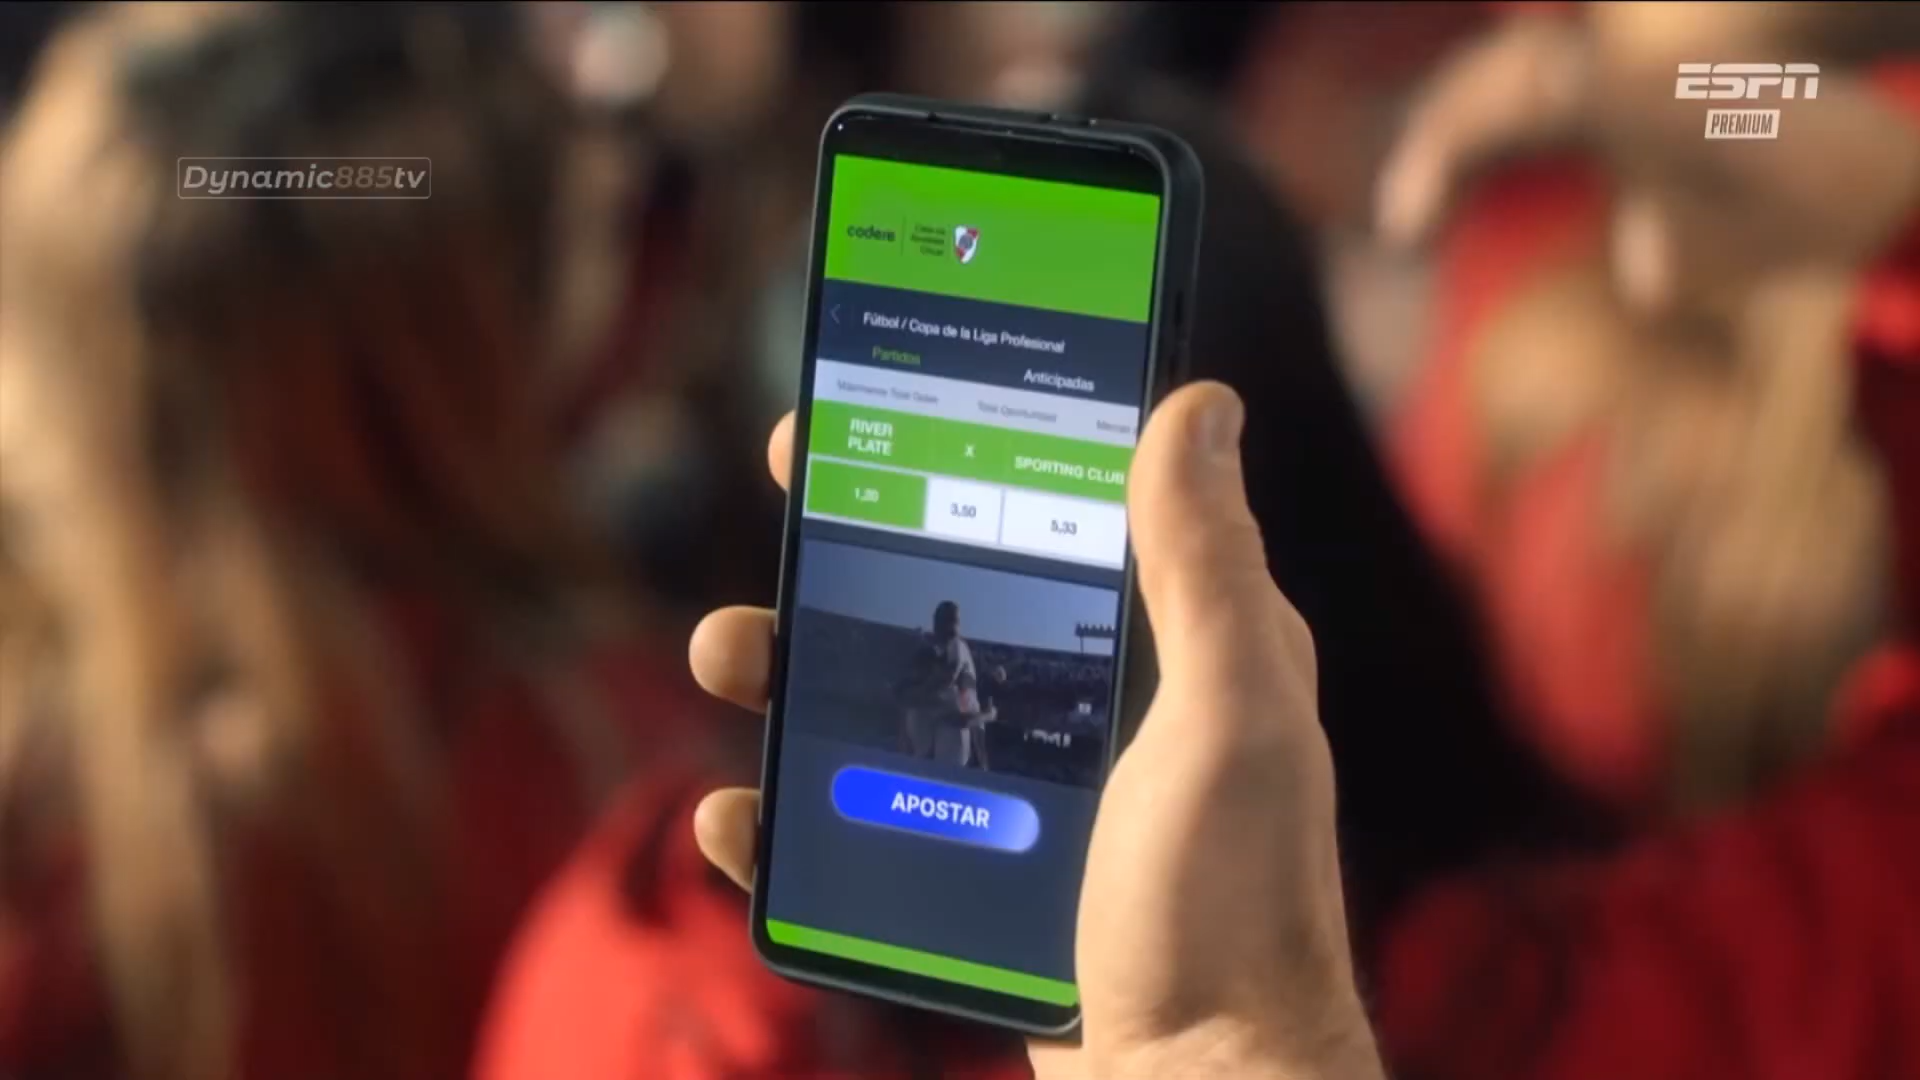 ESPN
PREMIUM
Dynamic885tv
codere
Fútbol / Copa de la Liga Profesional
Partidos
Anticipadas
RIVER
PLATE
X
SPORTING CLUB
1,20
3,50
5,33
APOSTAR